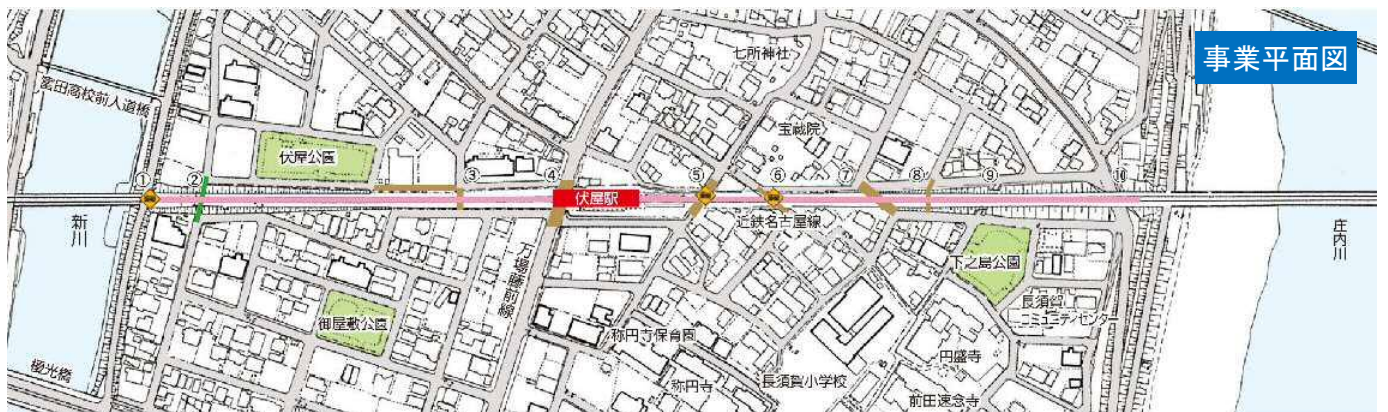 事業平面図
七所神社
富田高校前人道橋
宝蔵院
伏屋公園
① ② ③ ④ ⑤ ⑥ ⑦ ⑧ ⑨ ⑩
伏屋駅
新川
近鉄名古屋線
庄内川
万場藤前線
下之島公園
長須賀
コミュニティセンター
御屋敷公園
称円寺保育園
円盛寺
極光橋
称円寺
長須賀小学校
前田速念寺